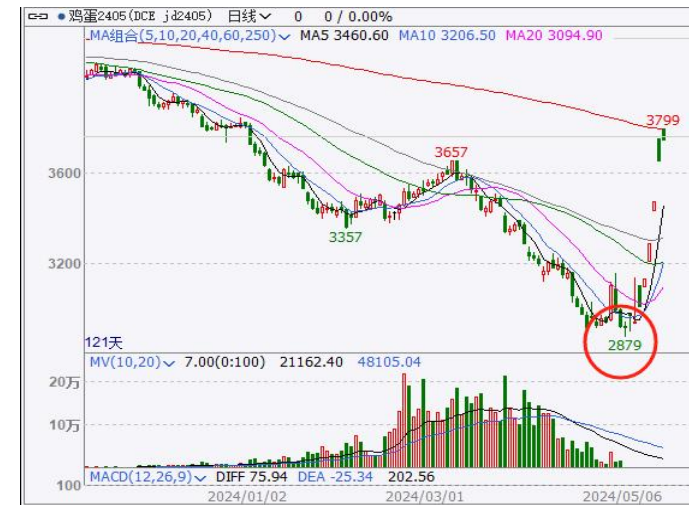 鸡蛋2405(DCE jd2405) 日线 0 0 / 0.00%
MA组合(5,10,20,40,60,250) MA5 3460.60 MA10 3206.50 MA20 3094.90
3799
3657
3600
3357
3200
2879
121天
MV(10,20) 7.00(0:100) 21162.40 48105.04
20万
10万
MACD(12,26,9) DIFF 75.94 DEA -25.34 202.56
100
2024/01/02 2024/03/01 2024/05/06